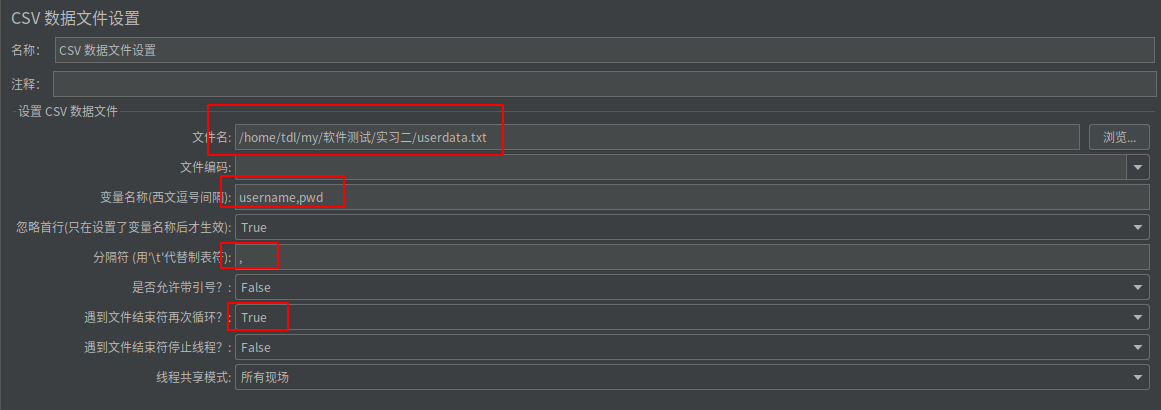 CSV 数据文件设置
名称: CSV 数据文件设置
注释:
设置 CSV 数据文件
文件名: /home/tdl/my/软件测试/实习二/userdata.txt 浏览...
文件编码:
变量名称(西文逗号间隔): username,pwd
忽略首行(只在设置了变量名称后才生效): True
分隔符 (用'\t'代替制表符): ,
是否允许带引号? : False
遇到文件结束符再次循环? : True
遇到文件结束符停止线程? : False
线程共享模式: 所有现场